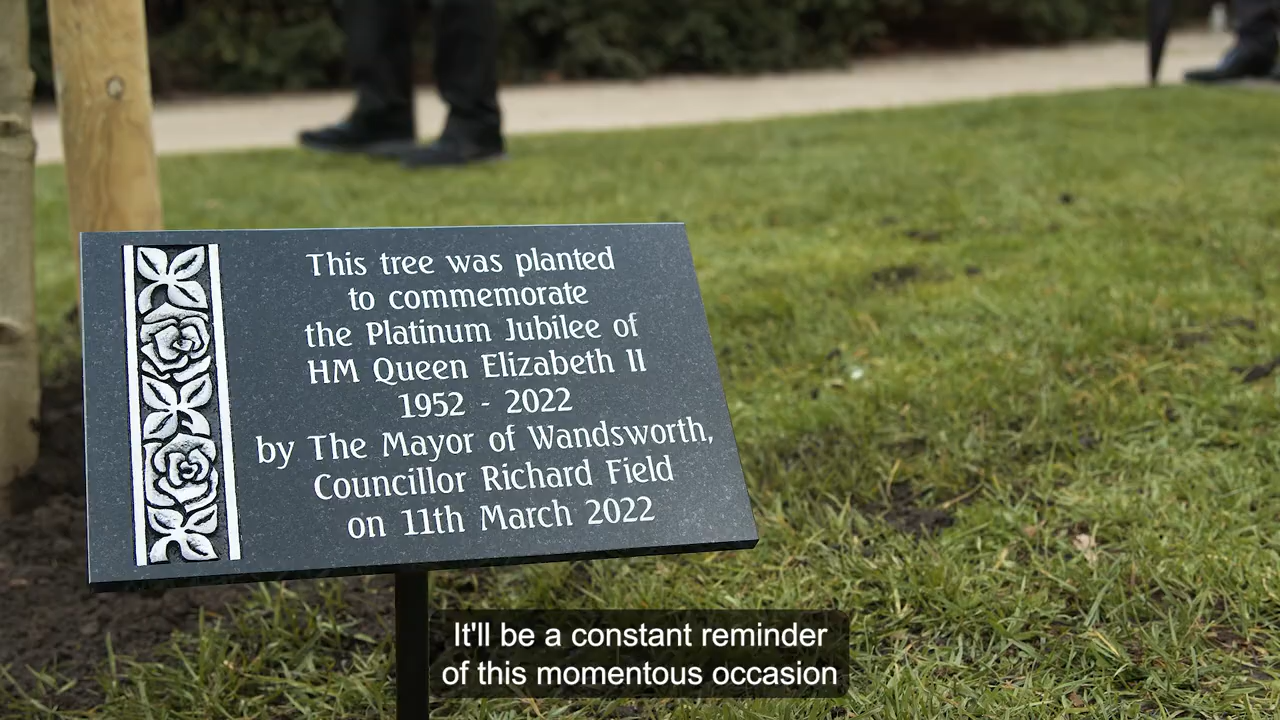 This tree was planted
to commemorate
the Platinum Jubilee of
HM Queen Elizabeth II
1952 - 2022
by The Mayor of Wandsworth,
Councillor Richard Field
on 11th March 2022
It'll be a constant reminder
of this momentous occasion